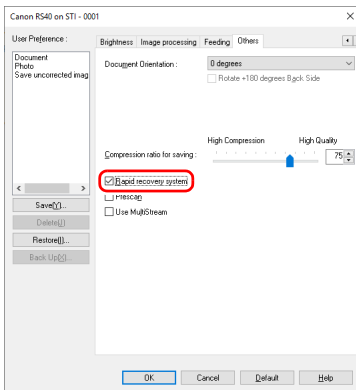 Canon RS40 on STI - 0001
User Preference :
Document
Photo
Save uncorrected imag
Save(Y)...
Delete(J)
Restore(I)...
Back Up(X)...
Brightness
Image processing
Feeding
Others
Document Orientation :
0 degrees
Rotate +180 degrees Back Side
High Compression
High Quality
Compression ratio for saving :
75
Rapid recovery system
Prescan
Use MultiStream
OK
Cancel
Default
Help